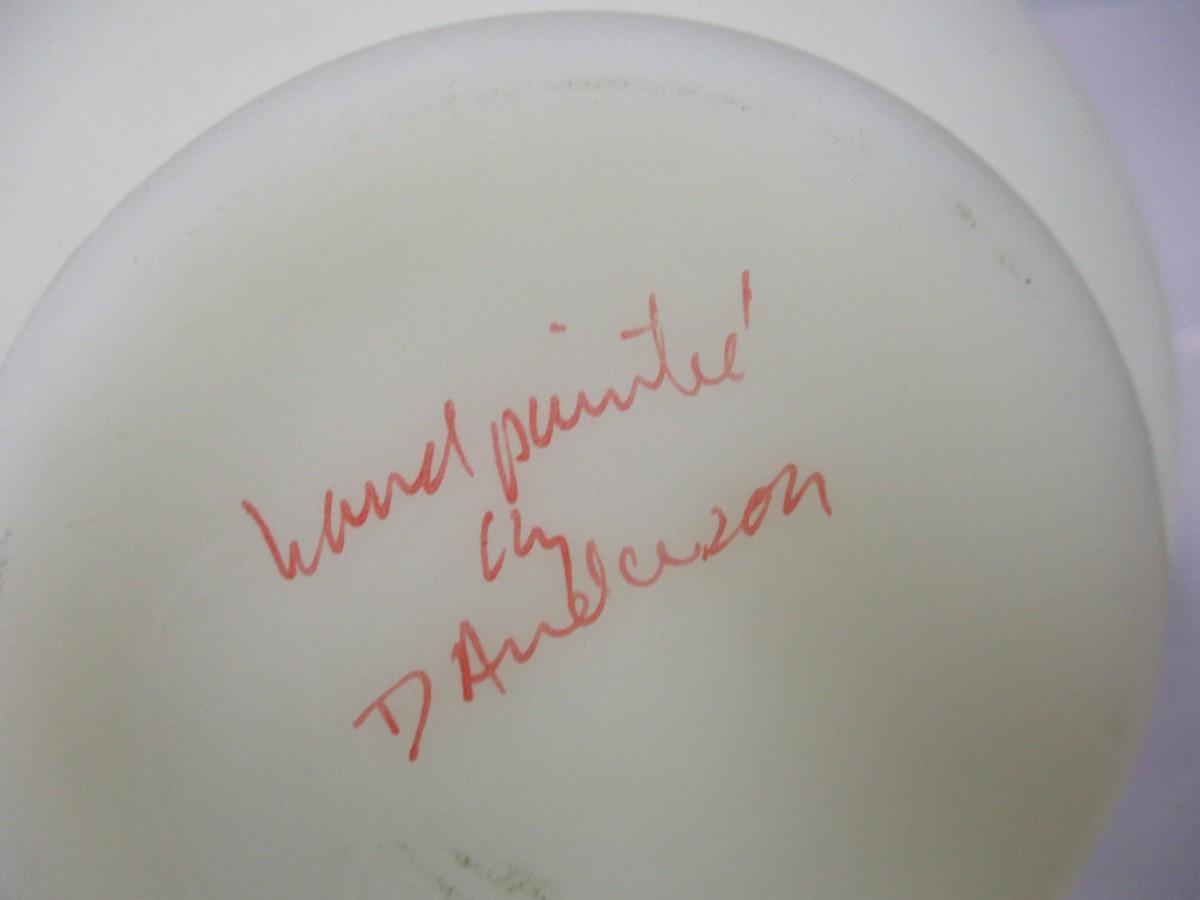 hand painted
by
D Anderson